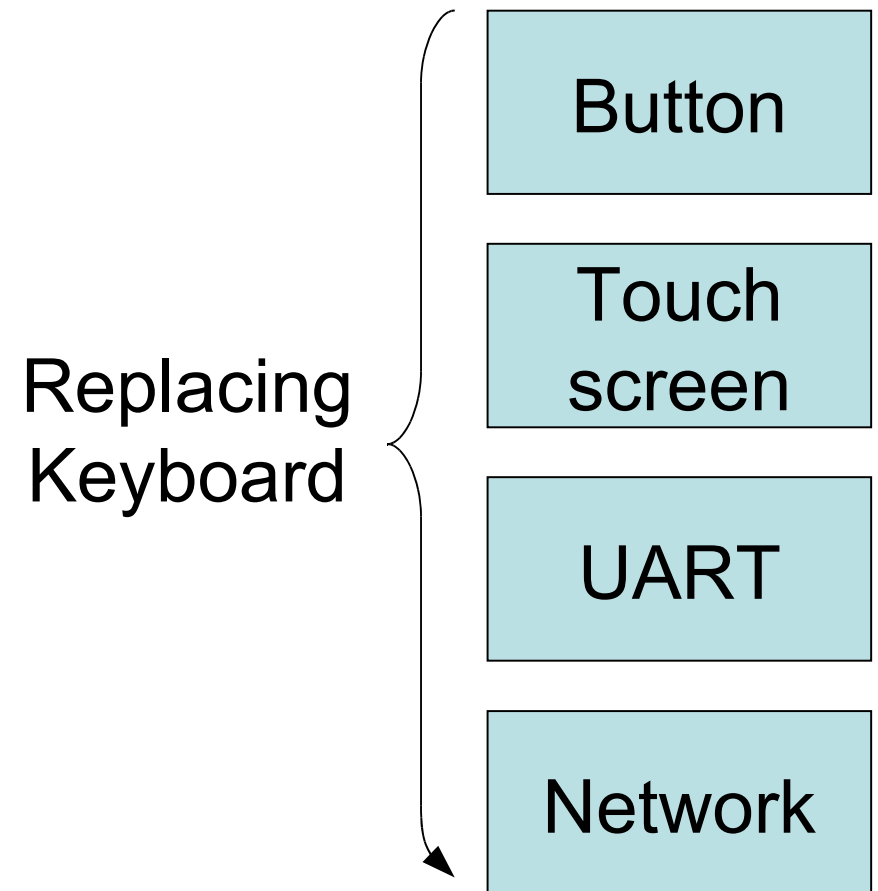 Replacing
Keyboard
Button
Touch
screen
UART
Network